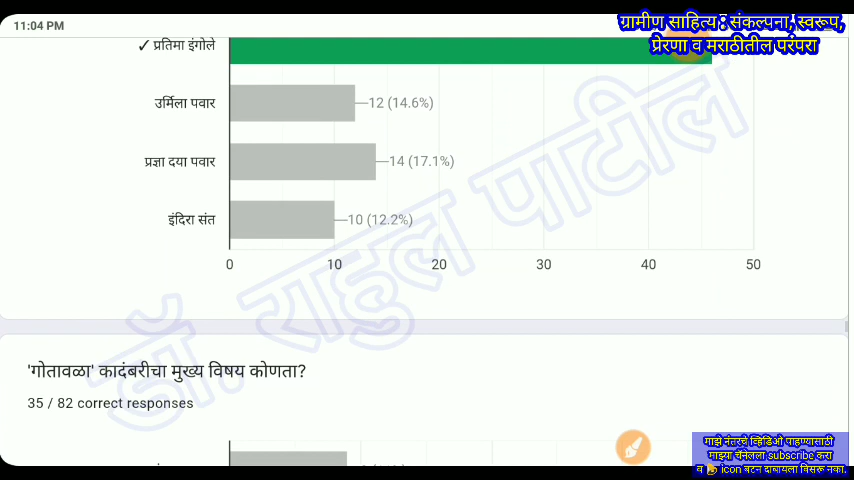 11:04 PM
ग्रामीण साहित्य : संकल्पना, स्वरूप,
प्रेरणा व मराठीतील परंपरा
✓ प्रतिमा इंगोले
उर्मिला पवार
12 (14.6%)
प्रज्ञा दया पवार
14 (17.1%)
इंदिरा संत
10 (12.2%)
0 10 20 30 40 50
डॉ. राहुल पाटील
'गोतावळा' कादंबरीचा मुख्य विषय कोणता?
35 / 82 correct responses
माझे नंतरचे व्हिडिओ पाहण्यासाठी
माझ्या चॅनेलला subscribe करा
व 🔔 icon बटन दाबायला विसरू नका.